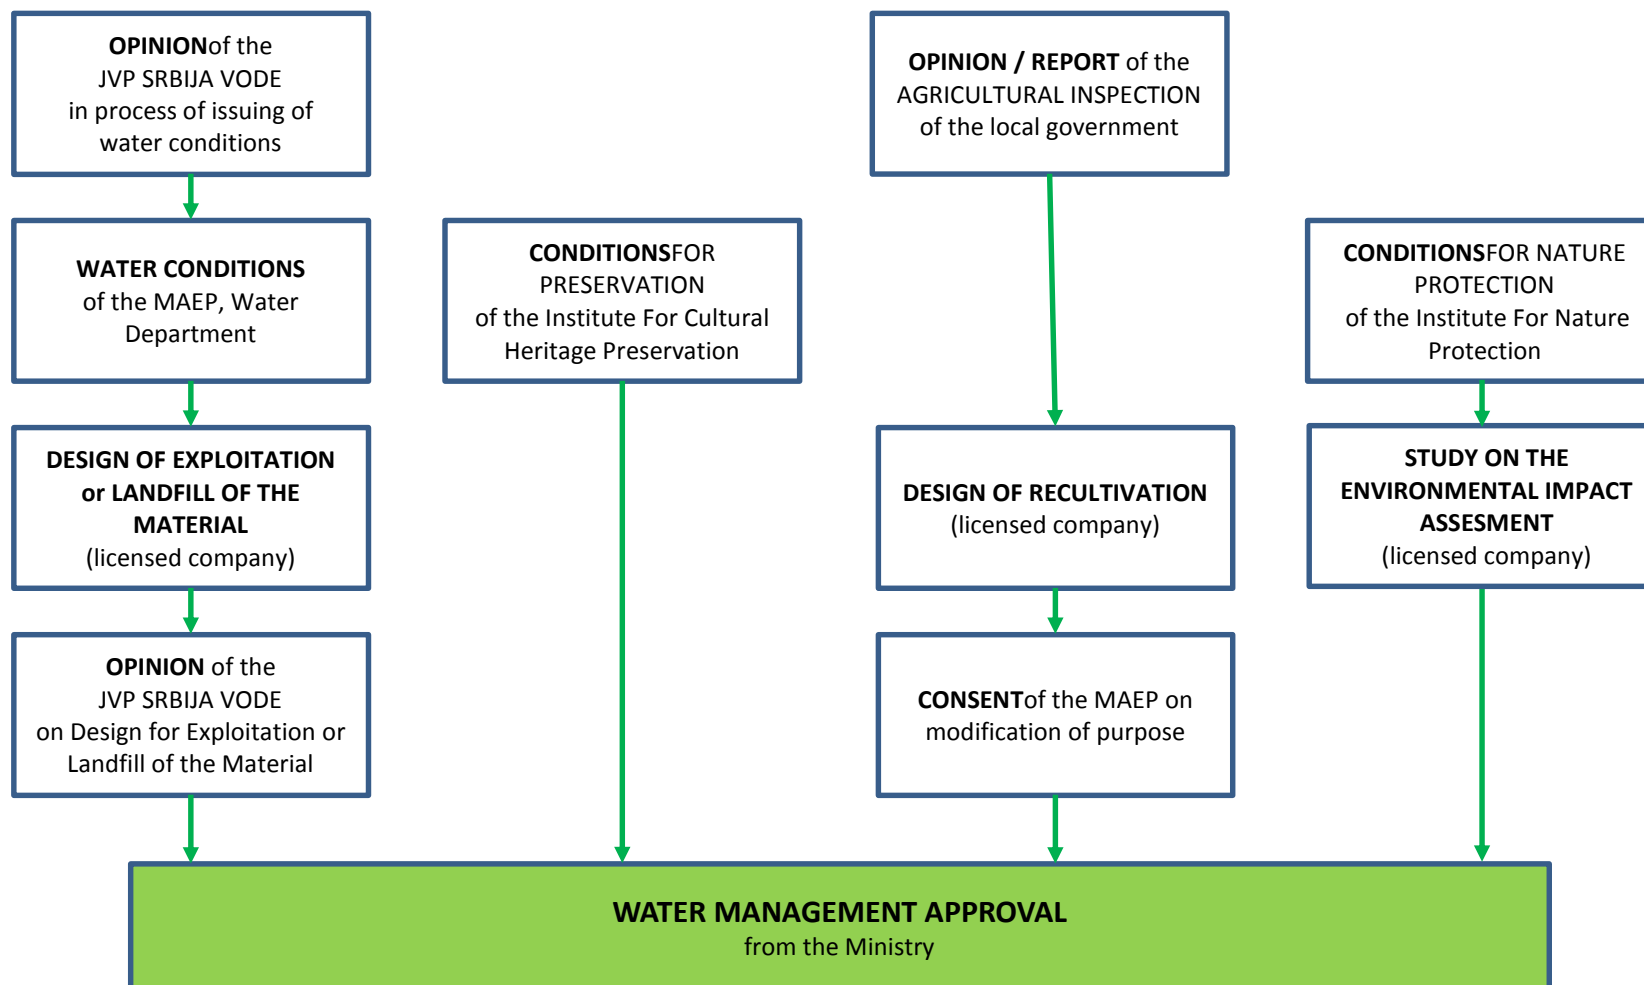 OPINIONof the
JVP SRBIJA VODE
in process of issuing of
water conditions
OPINION / REPORT of the
AGRICULTURAL INSPECTION
of the local government
WATER CONDITIONS
of the MAEP, Water
Department
CONDITIONSFOR
PRESERVATION
of the Institute For Cultural
Heritage Preservation
CONDITIONSFOR NATURE
PROTECTION
of the Institute For Nature
Protection
DESIGN OF EXPLOITATION
or LANDFILL OF THE
MATERIAL
(licensed company)
DESIGN OF RECULTIVATION
(licensed company)
STUDY ON THE
ENVIRONMENTAL IMPACT
ASSESMENT
(licensed company)
OPINION of the
JVP SRBIJA VODE
on Design for Exploitation or
Landfill of the Material
CONSENTof the MAEP on
modification of purpose
WATER MANAGEMENT APPROVAL
from the Ministry